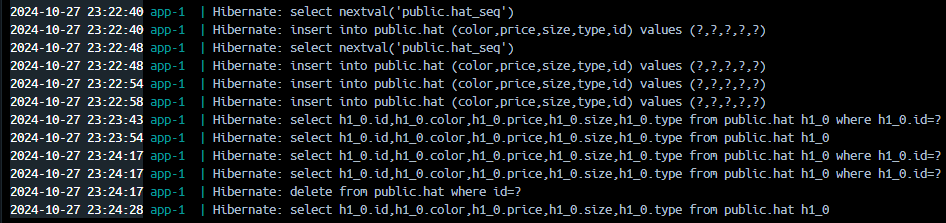 2024-10-27 23:22:40 app-1  | Hibernate: select nextval('public.hat_seq')
2024-10-27 23:22:40 app-1  | Hibernate: insert into public.hat (color,price,size,type,id) values (?,?,?,?,?)
2024-10-27 23:22:48 app-1  | Hibernate: select nextval('public.hat_seq')
2024-10-27 23:22:48 app-1  | Hibernate: insert into public.hat (color,price,size,type,id) values (?,?,?,?,?)
2024-10-27 23:22:54 app-1  | Hibernate: insert into public.hat (color,price,size,type,id) values (?,?,?,?,?)
2024-10-27 23:22:58 app-1  | Hibernate: insert into public.hat (color,price,size,type,id) values (?,?,?,?,?)
2024-10-27 23:23:43 app-1  | Hibernate: select h1_0.id,h1_0.color,h1_0.price,h1_0.size,h1_0.type from public.hat h1_0 where h1_0.id=?
2024-10-27 23:23:54 app-1  | Hibernate: select h1_0.id,h1_0.color,h1_0.price,h1_0.size,h1_0.type from public.hat h1_0
2024-10-27 23:24:17 app-1  | Hibernate: select h1_0.id,h1_0.color,h1_0.price,h1_0.size,h1_0.type from public.hat h1_0 where h1_0.id=?
2024-10-27 23:24:17 app-1  | Hibernate: select h1_0.id,h1_0.color,h1_0.price,h1_0.size,h1_0.type from public.hat h1_0 where h1_0.id=?
2024-10-27 23:24:17 app-1  | Hibernate: delete from public.hat where id=?
2024-10-27 23:24:28 app-1  | Hibernate: select h1_0.id,h1_0.color,h1_0.price,h1_0.size,h1_0.type from public.hat h1_0